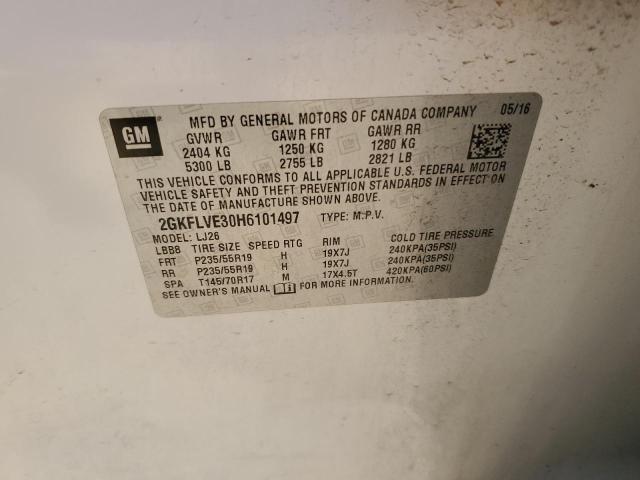 GM
MFD BY GENERAL MOTORS OF CANADA COMPANY 05/16
GVWR GAWR FRT GAWR RR
2404 KG 1250 KG 1280 KG
5300 LB 2755 LB 2821 LB
THIS VEHICLE CONFORMS TO ALL APPLICABLE U.S. FEDERAL MOTOR
VEHICLE SAFETY AND THEFT PREVENTION STANDARDS IN EFFECT ON
THE DATE OF MANUFACTURE SHOWN ABOVE.
2GKFLVE30H6101497 TYPE: M.P.V.
MODEL: LJ26
LBB8 TIRE SIZE SPEED RTG RIM COLD TIRE PRESSURE
FRT P235/55R19 H 19X7J 240KPA(35PSI)
RR P235/55R19 H 19X7J 240KPA(35PSI)
SPA T145/70R17 M 17X4.5T 420KPA(60PSI)
SEE OWNER'S MANUAL FOR MORE INFORMATION.